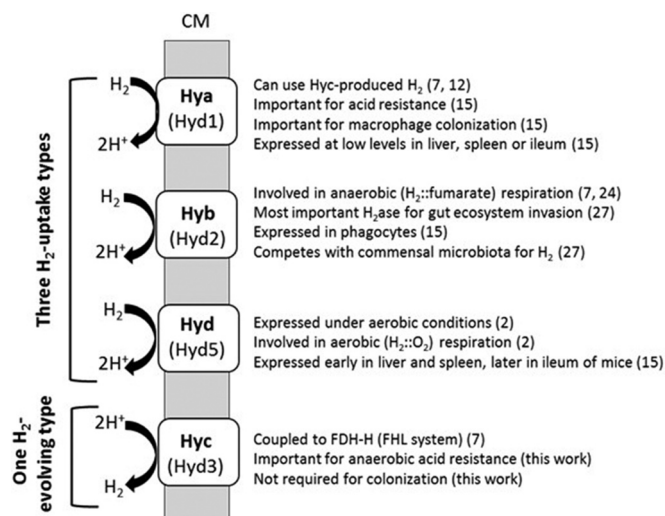 CM
Three H₂-uptake types
H₂
2H⁺
Hya
(Hyd1)
Can use Hyc-produced H₂ (7, 12)
Important for acid resistance (15)
Important for macrophage colonization (15)
Expressed at low levels in liver, spleen or ileum (15)
H₂
2H⁺
Hyb
(Hyd2)
Involved in anaerobic (H₂::fumarate) respiration (7, 24)
Most important H₂ase for gut ecosystem invasion (27)
Expressed in phagocytes (15)
Competes with commensal microbiota for H₂ (27)
H₂
2H⁺
Hyd
(Hyd5)
Expressed under aerobic conditions (2)
Involved in aerobic (H₂::O₂) respiration (2)
Expressed early in liver and spleen, later in ileum of mice (15)
One H₂-
evolving type
2H⁺
H₂
Hyc
(Hyd3)
Coupled to FDH-H (FHL system) (7)
Important for anaerobic acid resistance (this work)
Not required for colonization (this work)